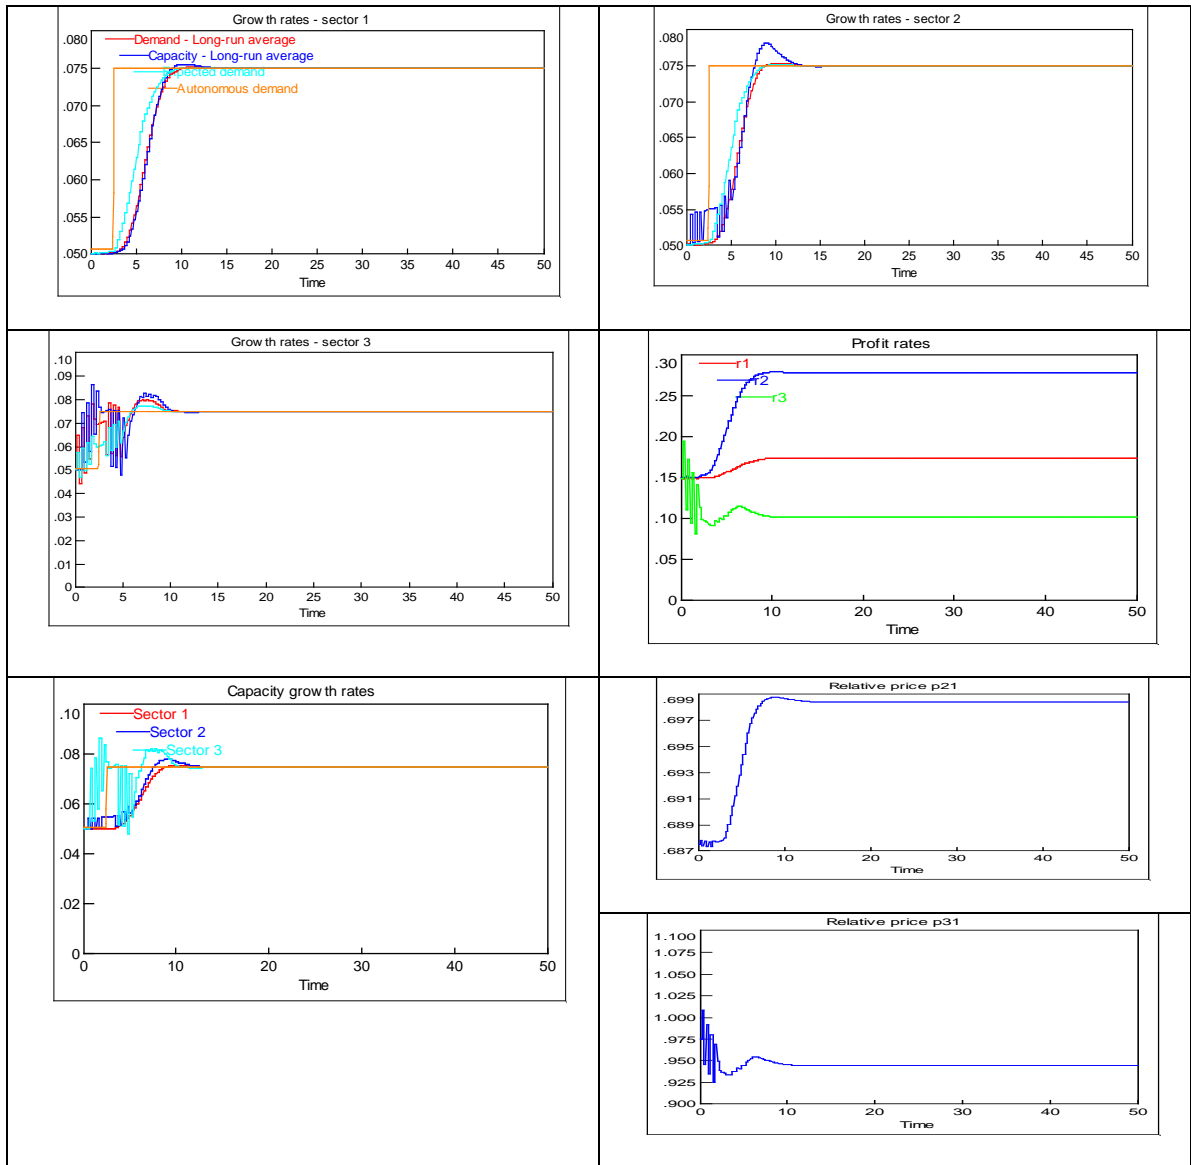 Growth rates - sector 1
.080
.075
.070
.065
.060
.055
.050
Demand - Long-run average
Capacity - Long-run average
pected demand
Autonomous demand
0 5 10 15 20 25 30 35 40 45 50
Time
Growth rates - sector 2
.080
.075
.070
.065
.060
.055
.050
0 5 10 15 20 25 30 35 40 45 50
Time
Growth rates - sector 3
.10
.09
.08
.07
.06
.05
.04
.03
.02
.01
0
0 5 10 15 20 25 30 35 40 45 50
Time
Profit rates
.30
.25
.20
.15
.10
.05
0
r1
r2
r3
0 10 20 30 40 50
Time
Capacity growth rates
.10
.08
.06
.04
.02
0
Sector 1
Sector 2
Sector 3
0 10 20 30 40 50
Time
Relative price p21
.699
.697
.695
.693
.691
.689
.687
0 10 20 30 40 50
Time
Relative price p31
1.100
1.075
1.050
1.025
1.000
.975
.950
.925
.900
0 10 20 30 40 50
Time